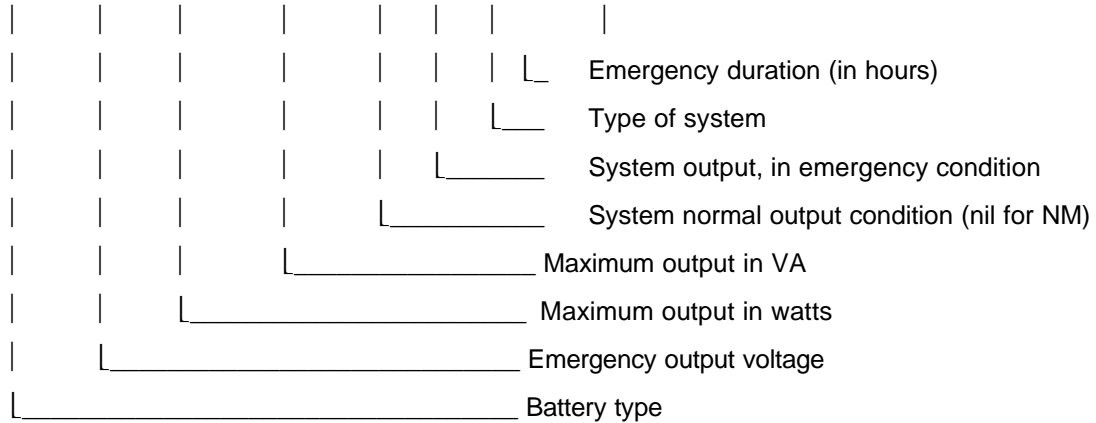 Emergency duration (in hours)
Type of system
System output, in emergency condition
System normal output condition (nil for NM)
Maximum output in VA
Maximum output in watts
Emergency output voltage
Battery type